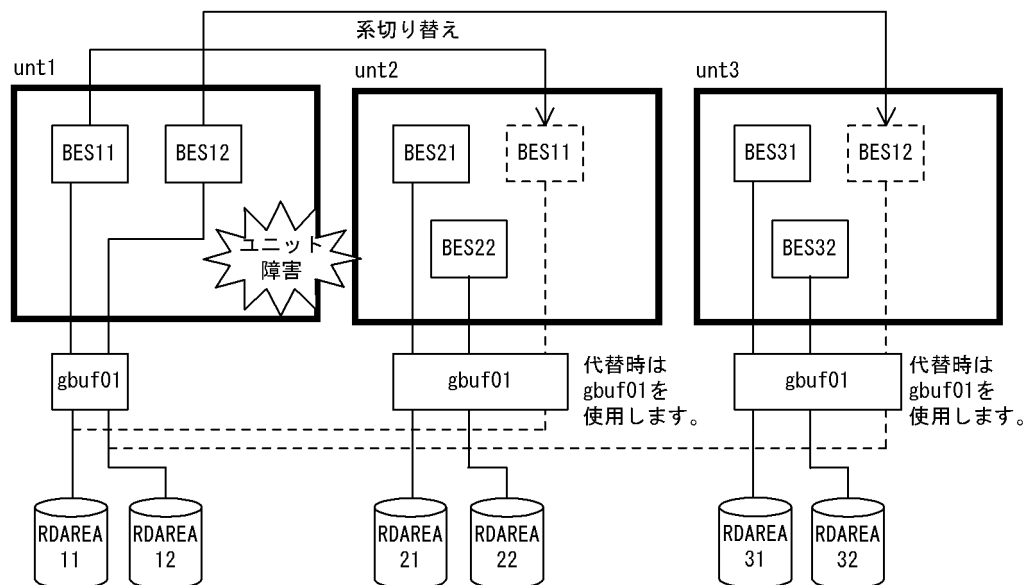 系切り替え
unt1
unt2
unt3
BES11
BES12
BES21
BES11
BES31
BES12
BES22
BES32
ユニット
障害
gbuf01
gbuf01
代替時は
gbuf01を
使用します。
gbuf01
代替時は
gbuf01を
使用します。
RDAREA
11
RDAREA
12
RDAREA
21
RDAREA
22
RDAREA
31
RDAREA
32